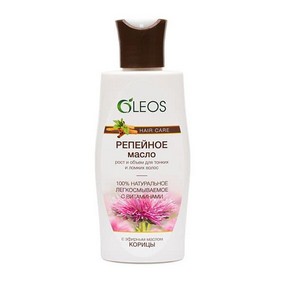 OLEOS
HAIR CARE
РЕПЕЙНОЕ
масло
рост и объем для тонких
и ломких волос
100% НАТУРАЛЬНОЕ
ЛЕГКОСМЫВАЕМОЕ
С ВИТАМИНАМИ
с эфирным маслом
КОРИЦЫ